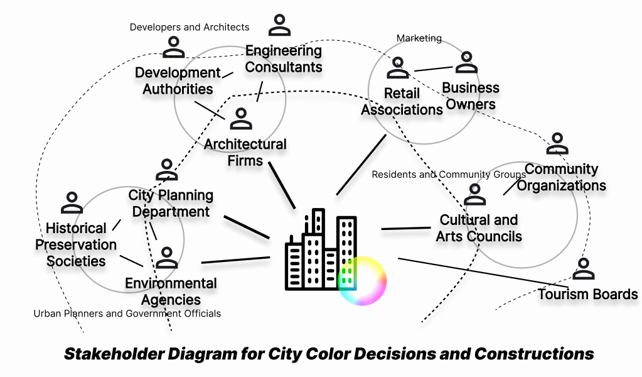 Developers and Architects
Engineering
Consultants
Development
Authorities
Architectural
Firms
Marketing
Retail
Associations
Business
Owners
Residents and Community Groups
Community
Organizations
Cultural and
Arts Councils
Tourism Boards
City Planning
Department
Historical
Preservation
Societies
Environmental
Agencies
Urban Planners and Government Officials
Stakeholder Diagram for City Color Decisions and Constructions